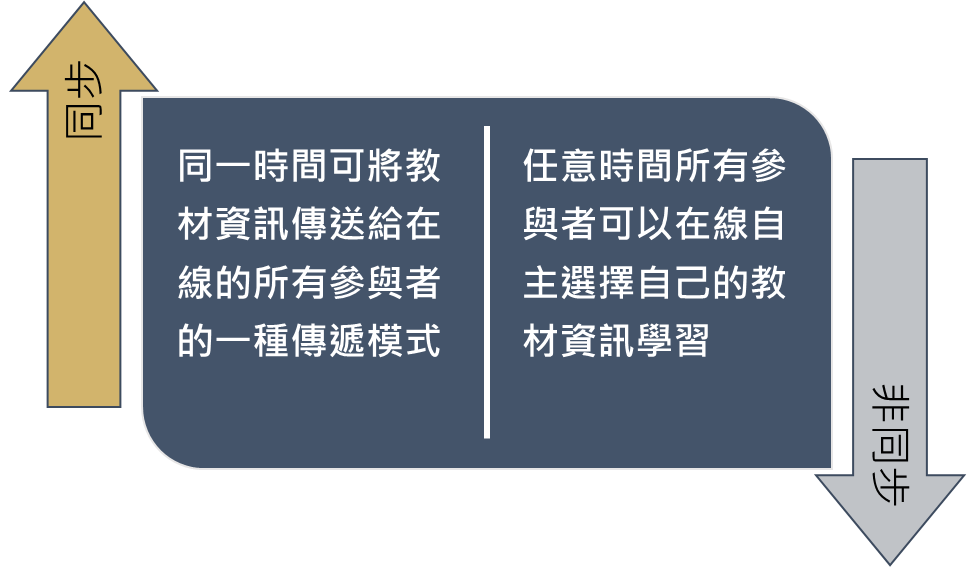 同步
同一時間可將教
材資訊傳送給在
線的所有參與者
的一種傳遞模式
任意時間所有參
與者可以在線自
主選擇自己的教
材資訊學習
非同步